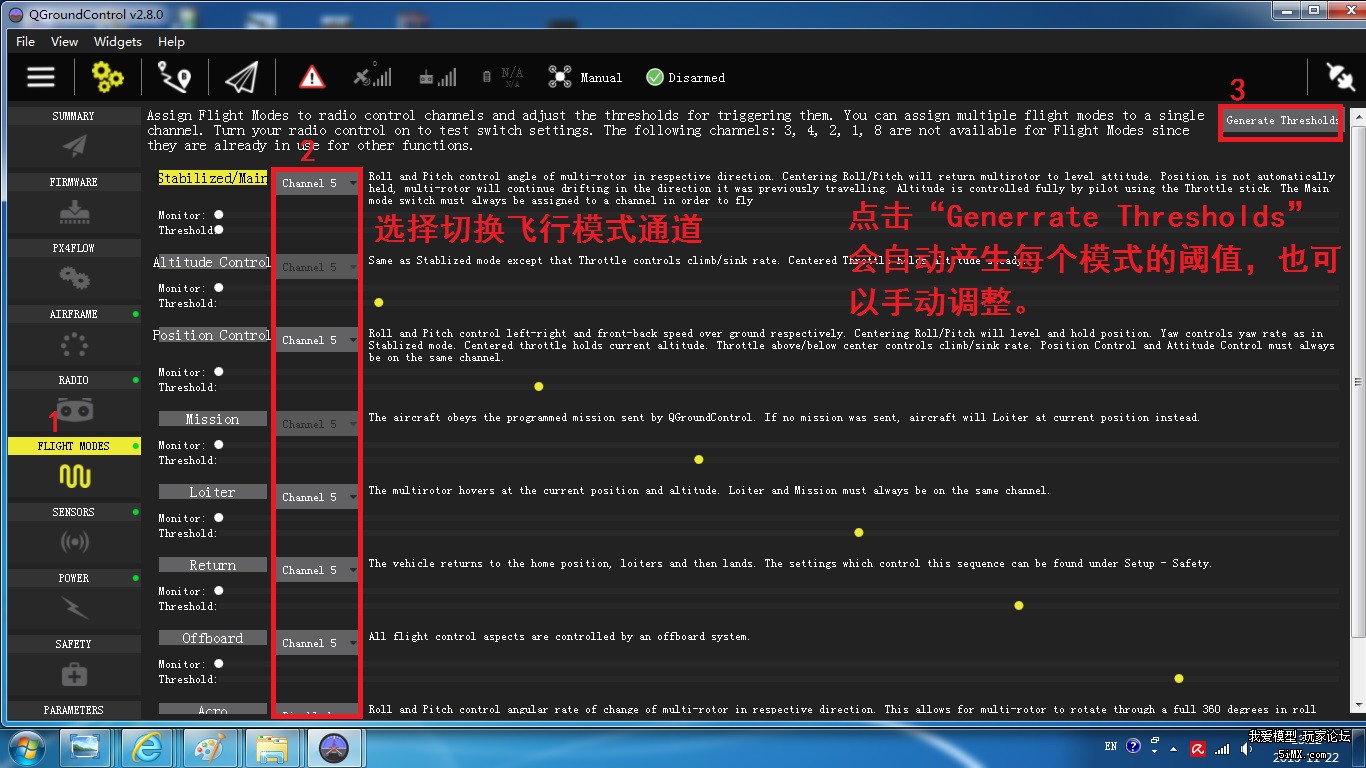 QGroundControl v2.8.0
File View Widgets Help
N/A
N/A
Manual
Disarmed
3
SUMMARY
Assign Flight Modes to radio control channels and adjust the thresholds for triggering them. You can assign multiple flight modes to a single
channel. Turn your radio control on to test switch settings. The following channels: 3, 4, 2, 1, 8 are not available for Flight Modes since
they are already in use for other functions.
Generate Thresholds
2
FIRMWARE
Stabilized/Main
Channel 5
Roll and Pitch control angle of multi-rotor in respective direction. Centering Roll/Pitch will return multirotor to level attitude. Position is not automatically
held, multi-rotor will continue drifting in the direction it was previously travelling. Altitude is controlled fully by pilot using the Throttle stick. The Main
mode switch must always be assigned to a channel in order to fly
Monitor:
Threshold
选择切换飞行模式通道
点击“Generrate Thresholds”
会自动产生每个模式的阈值，也可
以手动调整。
PX4FLOW
Altitude Control
Channel 5
Same as Stablized mode except that Throttle controls climb/sink rate. Centered Throttle holds altitude steady.
Monitor:
Threshold:
AIRFRAME
Position Control
Channel 5
Roll and Pitch control left-right and front-back speed over ground respectively. Centering Roll/Pitch will level and hold position. Yaw controls yaw rate as in
Stablized mode. Centered throttle holds current altitude. Throttle above/below center controls climb/sink rate. Position Control and Attitude Control must always
be on the same channel.
Monitor:
Threshold:
RADIO
1
Mission
Channel 5
The aircraft obeys the programmed mission sent by QGroundControl. If no mission was sent, aircraft will Loiter at current position instead.
Monitor:
Threshold:
FLIGHT MODES
Loiter
Channel 5
The multirotor hovers at the current position and altitude. Loiter and Mission must always be on the same channel.
Monitor:
Threshold:
SENSORS
Return
Channel 5
The vehicle returns to the home position, loiters and then lands. The settings which control this sequence can be found under Setup - Safety.
Monitor:
Threshold:
POWER
Offboard
Channel 5
All flight control aspects are controlled by an offboard system.
Monitor:
Threshold:
SAFETY
PARAMETERS
Acro
Roll and Pitch control angular rate of change of multi-rotor in respective direction. This allows for multi-rotor to rotate through a full 360 degrees in roll
EN
我爱模型 玩家论坛
5iMX.com